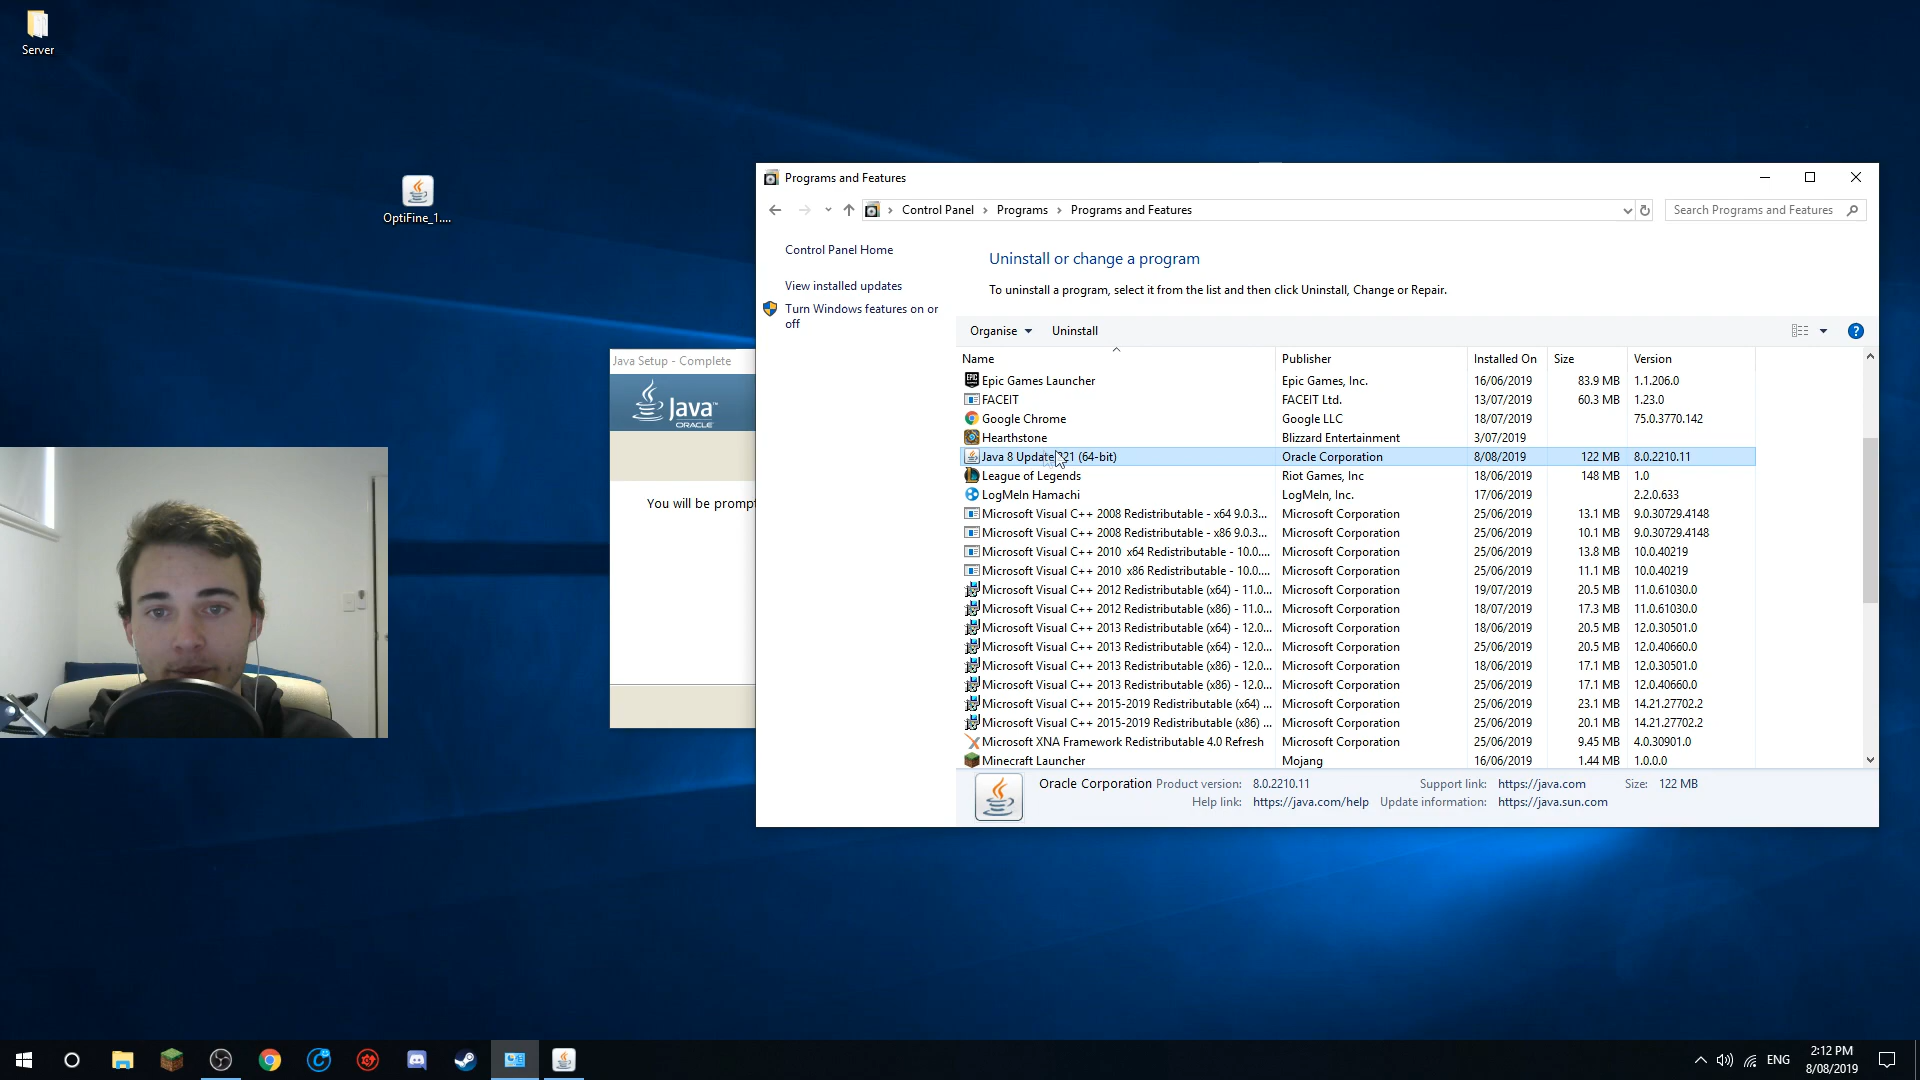 Server
OptiFine_1....
Java Setup - Complete
Java
ORACLE
You will be prompt
Programs and Features
Control Panel > Programs > Programs and Features
Search Programs and Features
Control Panel Home
View installed updates
Turn Windows features on or
off
Uninstall or change a program
To uninstall a program, select it from the list and then click Uninstall, Change or Repair.
Organise Uninstall
Name Publisher Installed On Size Version
Epic Games Launcher Epic Games, Inc. 16/06/2019 83.9 MB 1.1.206.0
FACEIT FACEIT Ltd. 13/07/2019 60.3 MB 1.23.0
Google Chrome Google LLC 18/07/2019 75.0.3770.142
Hearthstone Blizzard Entertainment 3/07/2019
Java 8 Update 221 (64-bit) Oracle Corporation 8/08/2019 122 MB 8.0.2210.11
League of Legends Riot Games, Inc 18/06/2019 148 MB 1.0
LogMeIn Hamachi LogMeIn, Inc. 17/06/2019 2.2.0.633
Microsoft Visual C++ 2008 Redistributable - x64 9.0.3... Microsoft Corporation 25/06/2019 13.1 MB 9.0.30729.4148
Microsoft Visual C++ 2008 Redistributable - x86 9.0.3... Microsoft Corporation 25/06/2019 10.1 MB 9.0.30729.4148
Microsoft Visual C++ 2010 x64 Redistributable - 10.0.... Microsoft Corporation 25/06/2019 13.8 MB 10.0.40219
Microsoft Visual C++ 2010 x86 Redistributable - 10.0.... Microsoft Corporation 25/06/2019 11.1 MB 10.0.40219
Microsoft Visual C++ 2012 Redistributable (x64) - 11.0... Microsoft Corporation 19/07/2019 20.5 MB 11.0.61030.0
Microsoft Visual C++ 2012 Redistributable (x86) - 11.0... Microsoft Corporation 18/07/2019 17.3 MB 11.0.61030.0
Microsoft Visual C++ 2013 Redistributable (x64) - 12.0... Microsoft Corporation 18/06/2019 20.5 MB 12.0.30501.0
Microsoft Visual C++ 2013 Redistributable (x64) - 12.0... Microsoft Corporation 25/06/2019 20.5 MB 12.0.40660.0
Microsoft Visual C++ 2013 Redistributable (x86) - 12.0... Microsoft Corporation 18/06/2019 17.1 MB 12.0.30501.0
Microsoft Visual C++ 2013 Redistributable (x86) - 12.0... Microsoft Corporation 25/06/2019 17.1 MB 12.0.40660.0
Microsoft Visual C++ 2015-2019 Redistributable (x64) ... Microsoft Corporation 25/06/2019 23.1 MB 14.21.27702.2
Microsoft Visual C++ 2015-2019 Redistributable (x86) ... Microsoft Corporation 25/06/2019 20.1 MB 14.21.27702.2
Microsoft XNA Framework Redistributable 4.0 Refresh Microsoft Corporation 25/06/2019 9.45 MB 4.0.30901.0
Minecraft Launcher Mojang 16/06/2019 1.44 MB 1.0.0.0
Oracle Corporation Product version: 8.0.2210.11 Support link: https://java.com Size: 122 MB
Help link: https://java.com/help Update information: https://java.sun.com
ENG
2:12 PM
8/08/2019